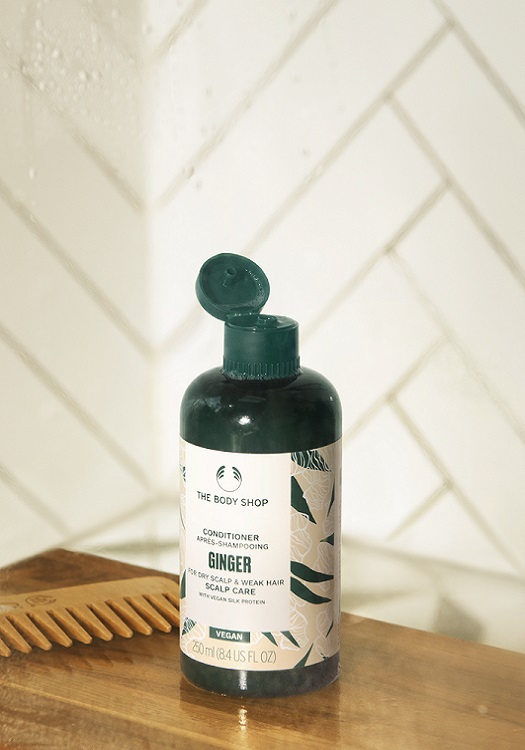 THE BODY SHOP
CONDITIONER
APRÈS-SHAMPOOING
GINGER
FOR DRY SCALP & WEAK HAIR
SCALP CARE
WITH VEGAN SILK PROTEIN
VEGAN
250 ml (8.4 US FL OZ)